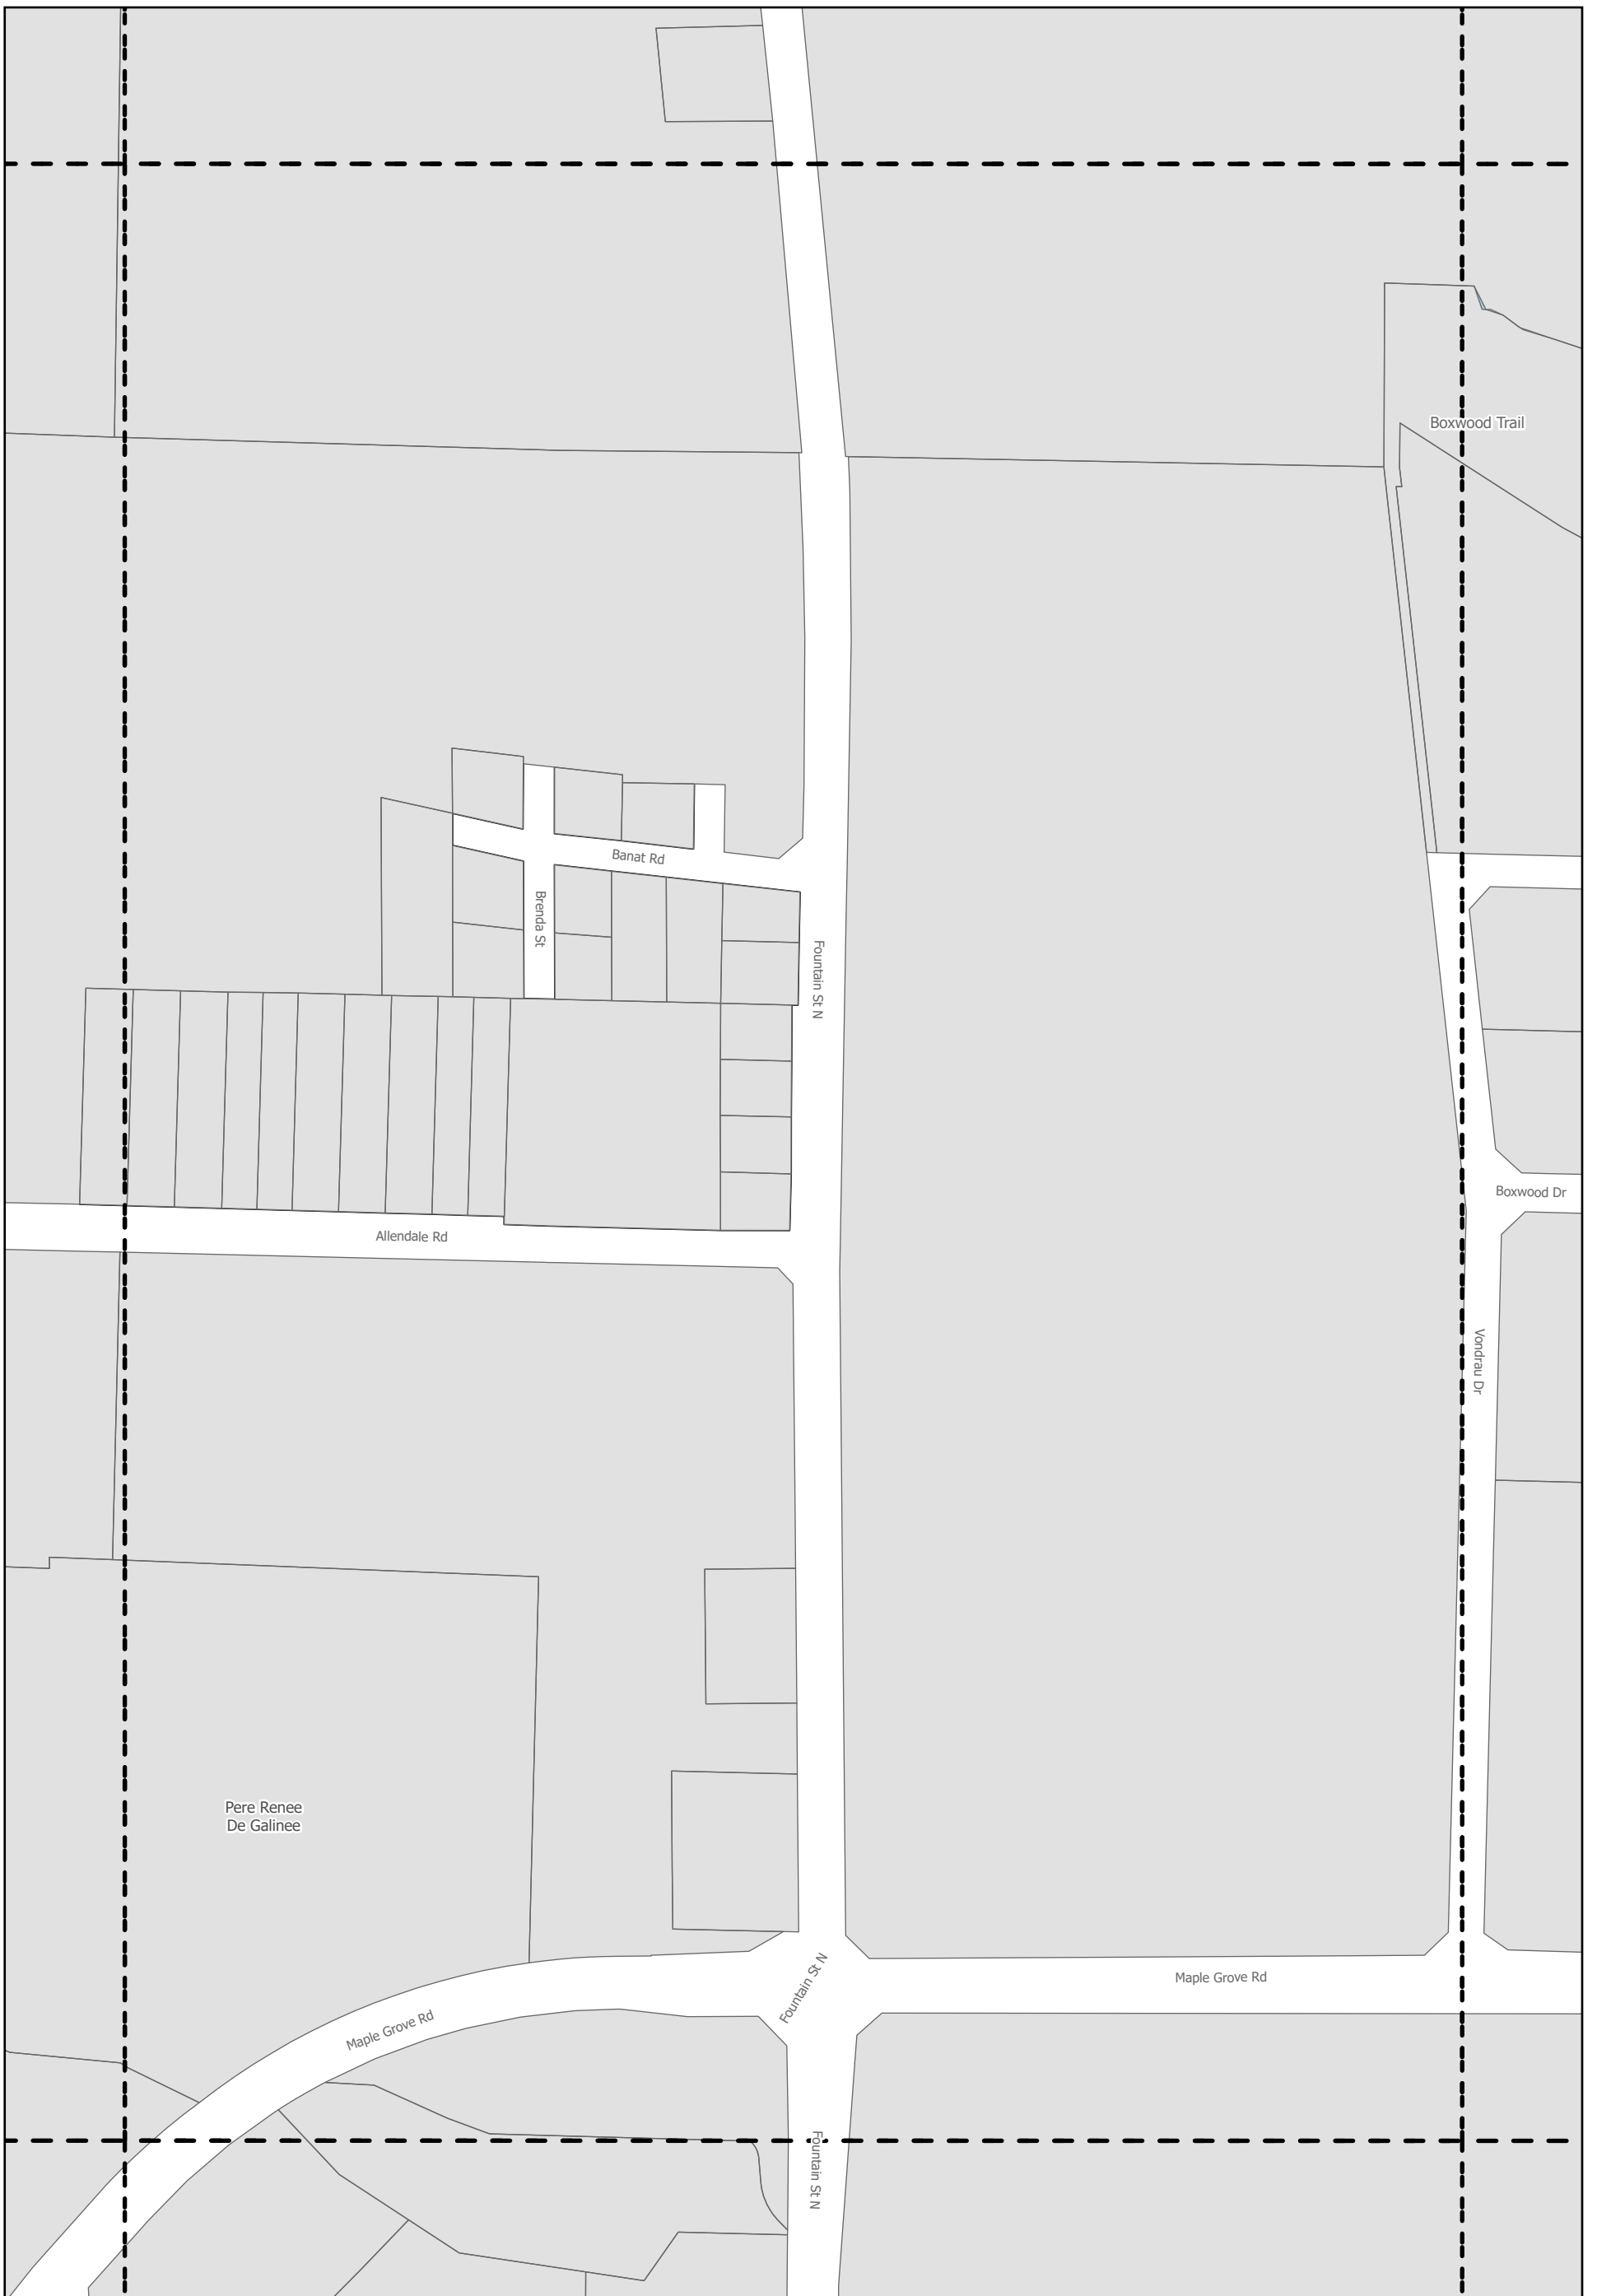 Boxwood Trail
Banat Rd
Brenda St
Fountain St N
Boxwood Dr
Allendale Rd
Vondrau Dr
Pere Renee
De Galinee
Fountain St N
Maple Grove Rd
Maple Grove Rd
Fountain St N